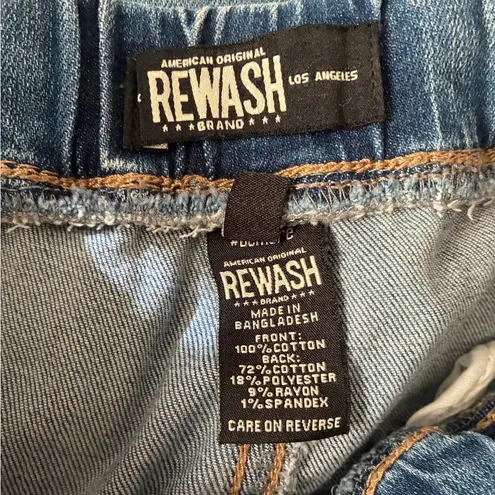 AMERICAN ORIGINAL
REWASH
LOS ANGELES
★★★BRAND★★★
AMERICAN ORIGINAL
REWASH
★★★BRAND★★★
MADE IN
BANGLADESH
FRONT:
100%COTTON
BACK:
72%COTTON
18%POLYESTER
9%RAYON
1%SPANDEX
CARE ON REVERSE